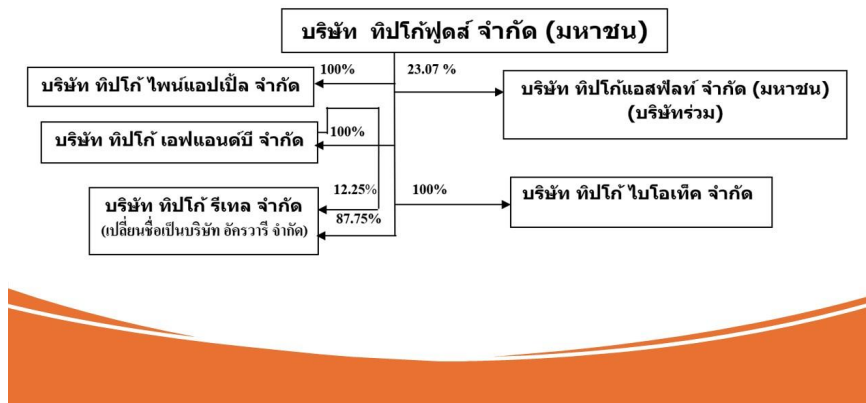 บริษัท ทิปโก้ฟูดส์ จำกัด (มหาชน)
100%
23.07 %
บริษัท ทิปโก้ ไพน์แอปเปิ้ล จำกัด
บริษัท ทิปโก้แอสฟัลท์ จำกัด (มหาชน)
(บริษัทร่วม)
บริษัท ทิปโก้ เอฟแอนด์บี จำกัด
100%
12.25%
100%
บริษัท ทิปโก้ รีเทล จำกัด
(เปลี่ยนชื่อเป็นบริษัท อัครวารี จำกัด)
87.75%
บริษัท ทิปโก้ ไบโอเท็ค จำกัด